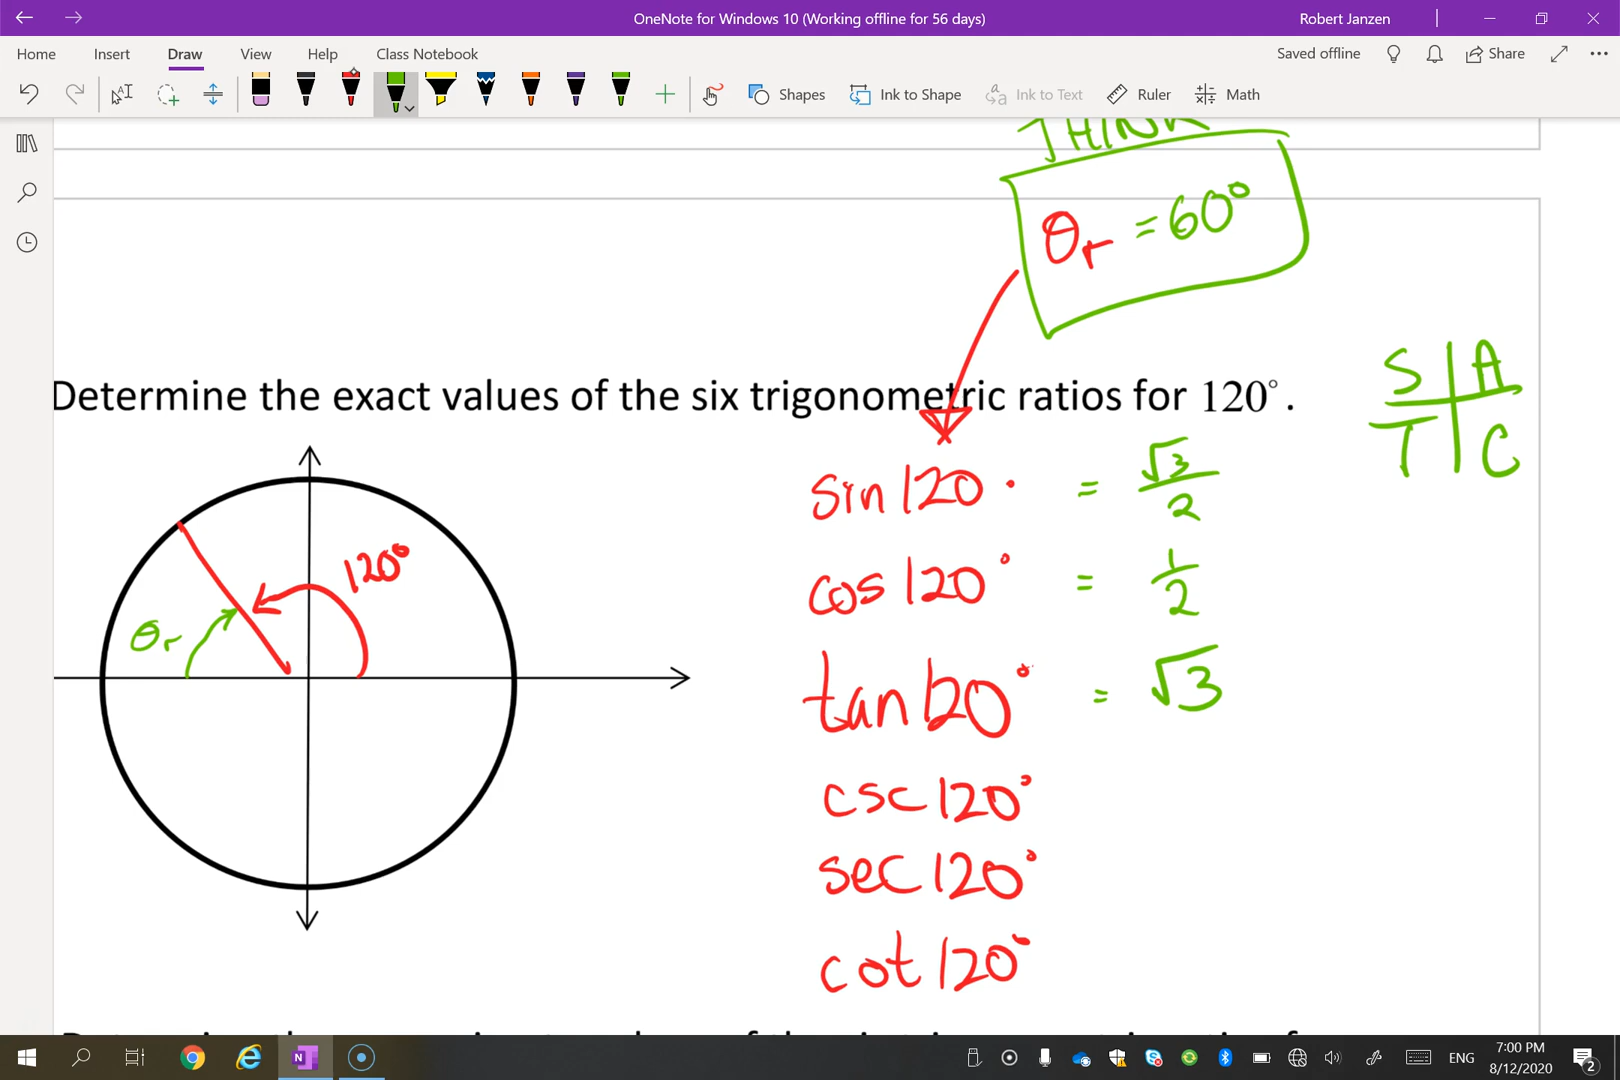 OneNote for Windows 10 (Working offline for 56 days)
Robert Janzen
Home Insert Draw View Help Class Notebook
Saved offline
Share
Shapes Ink to Shape Ink to Text Ruler Math
THINK
θr = 60°
Determine the exact values of the six trigonometric ratios for 120°.
S A
T C
120°
θr
sin 120° = √3/2
cos 120° = 1/2
tan 120° = √3
csc 120°
sec 120°
cot 120°
ENG
7:00 PM
8/12/2020
2